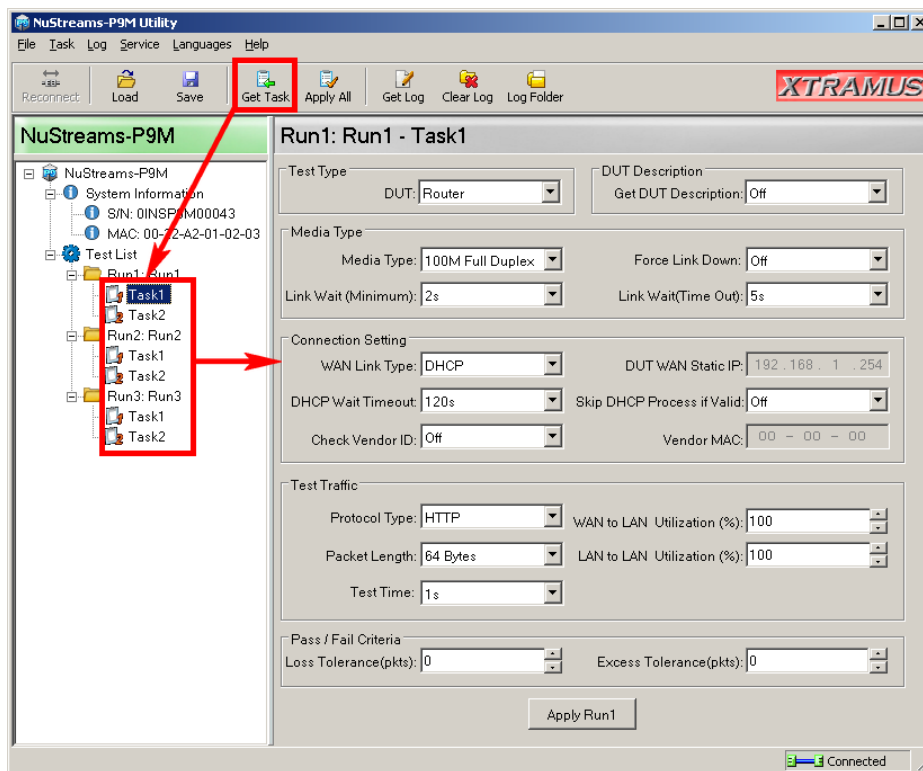 NuStreams-P9M Utility
File Task Log Service Languages Help
Reconnect Load Save Get Task Apply All Get Log Clear Log Log Folder
XTRAMUS
NuStreams-P9M
Run1: Run1 - Task1
NuStreams-P9M
System Information
S/N: 0INSP9M00043
MAC: 00-22-A2-01-02-03
Test List
Run1: Run1
Task1
Task2
Run2: Run2
Task1
Task2
Run3: Run3
Task1
Task2
Test Type
DUT: Router
DUT Description
Get DUT Description: Off
Media Type
Media Type: 100M Full Duplex
Force Link Down: Off
Link Wait (Minimum): 2s
Link Wait(Time Out): 5s
Connection Setting
WAN Link Type: DHCP
DUT WAN Static IP: 192 . 168 . 1 . 254
DHCP Wait Timeout: 120s
Skip DHCP Process if Valid: Off
Check Vendor ID: Off
Vendor MAC: 00 - 00 - 00
Test Traffic
Protocol Type: HTTP
WAN to LAN Utilization (%): 100
Packet Length: 64 Bytes
LAN to LAN Utilization (%): 100
Test Time: 1s
Pass / Fail Criteria
Loss Tolerance(pkts): 0
Excess Tolerance(pkts): 0
Apply Run1
Connected